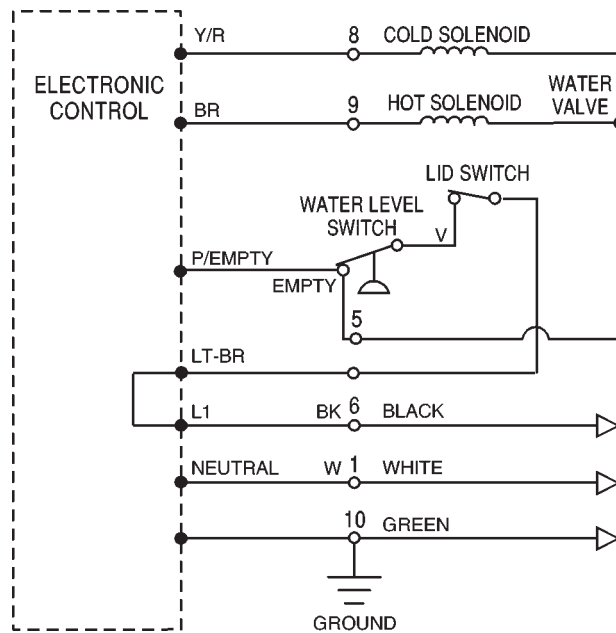 Y/R 8 COLD SOLENOID
ELECTRONIC
CONTROL
BR 9 HOT SOLENOID
WATER
VALVE
LID SWITCH
WATER LEVEL
SWITCH
V
P/EMPTY
EMPTY
5
LT-BR
L1 BK 6 BLACK
NEUTRAL W 1 WHITE
10 GREEN
GROUND